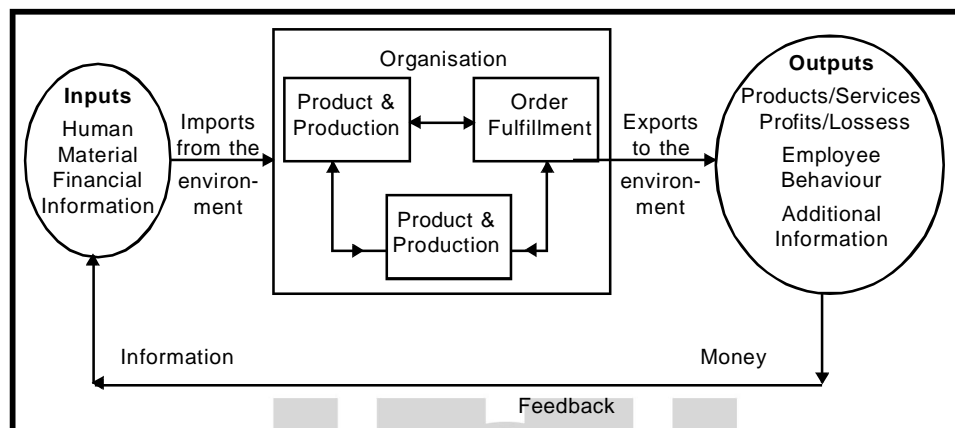 Inputs
Human
Material
Financial
Information
Imports
from the
environ-
ment
Organisation
Product &
Production
Order
Fulfillment
Product &
Production
Exports
to the
environ-
ment
Outputs
Products/Services
Profits/Lossess
Employee
Behaviour
Additional
Information
Information
Money
Feedback